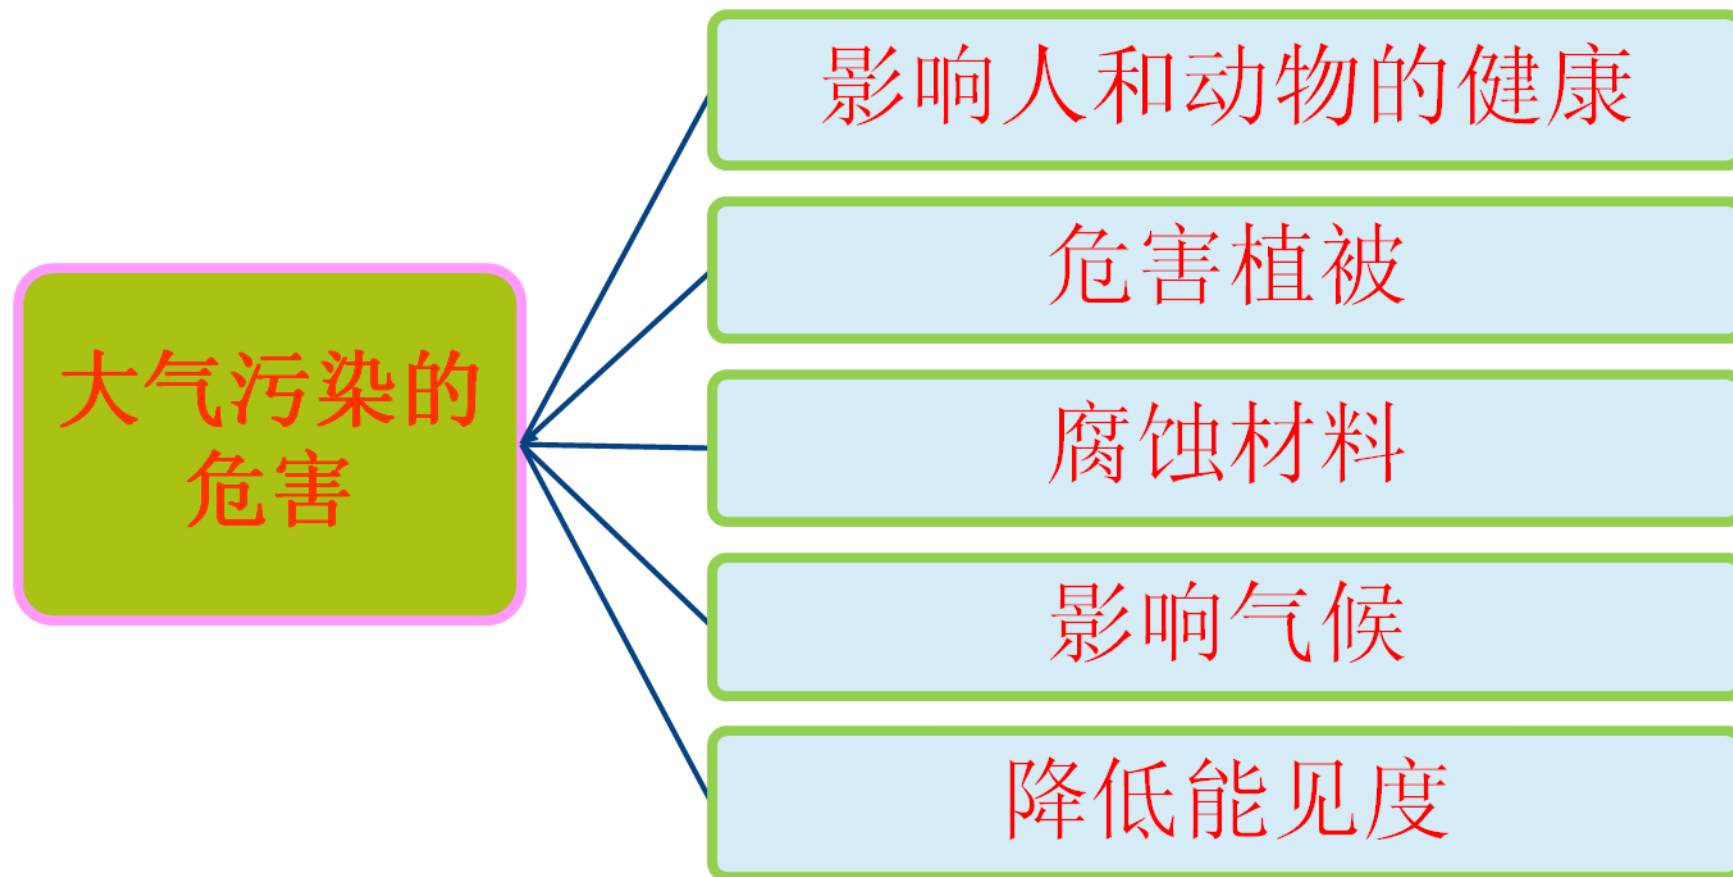 大气污染的
危害
影响人和动物的健康
危害植被
腐蚀材料
影响气候
降低能见度